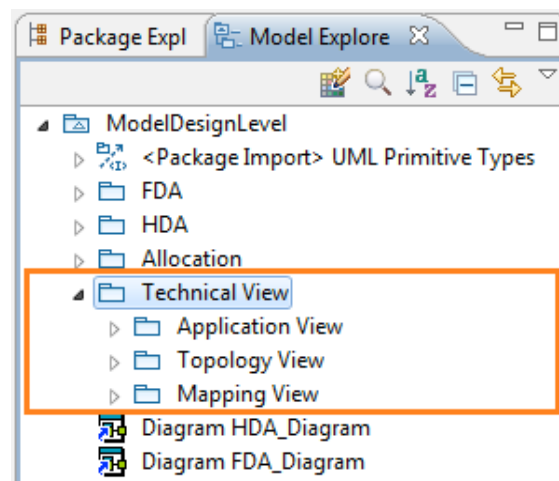 Package Expl Model Explore
ModelDesignLevel
<Package Import> UML Primitive Types
FDA
HDA
Allocation
Technical View
Application View
Topology View
Mapping View
Diagram HDA_Diagram
Diagram FDA_Diagram